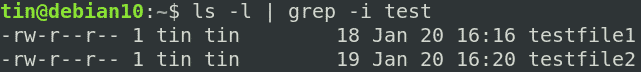 tin@debian10:~$ ls -l | grep -i test
-rw-r--r-- 1 tin tin        18 Jan 20 16:16 testfile1
-rw-r--r-- 1 tin tin        19 Jan 20 16:20 testfile2